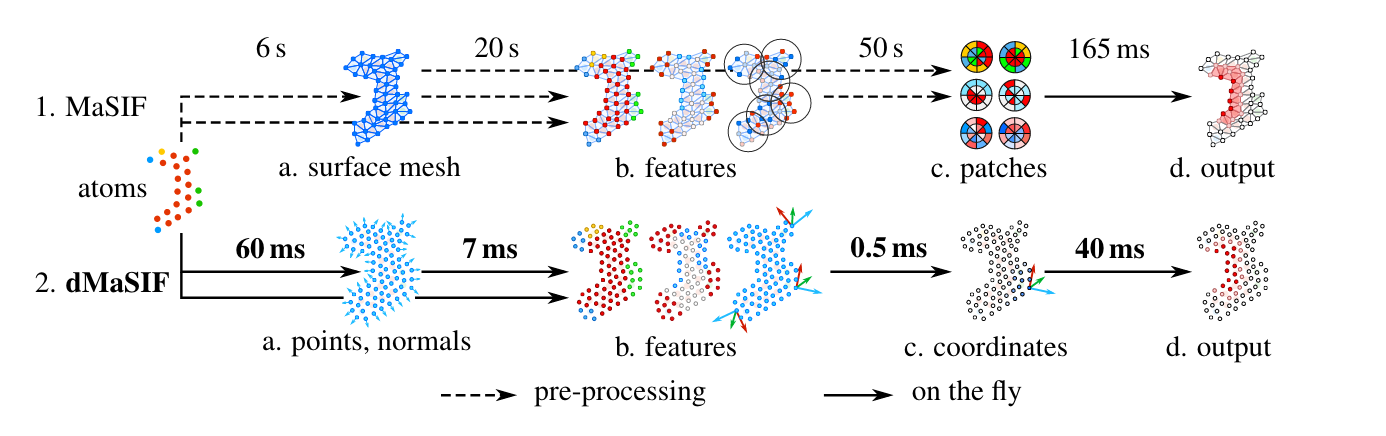 6 s 20 s 50 s 165 ms
1. MaSIF
a. surface mesh b. features c. patches d. output
atoms
60 ms 7 ms 0.5 ms 40 ms
2. dMaSIF
a. points, normals b. features c. coordinates d. output
pre-processing on the fly